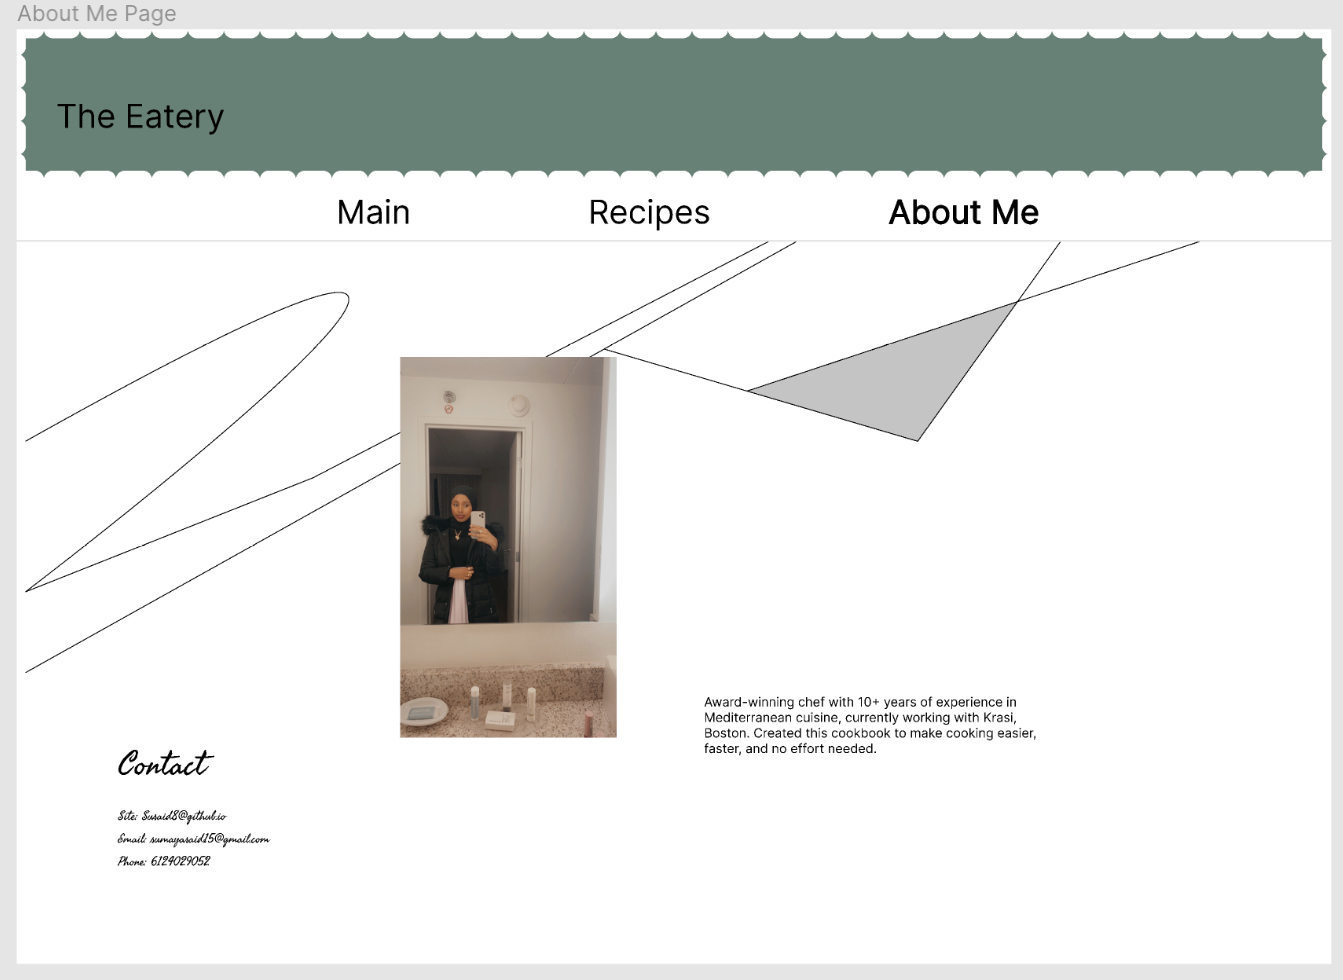 About Me Page
The Eatery
Main Recipes About Me
Award-winning chef with 10+ years of experience in
Mediterranean cuisine, currently working with Krasi,
Boston. Created this cookbook to make cooking easier,
faster, and no effort needed.
Contact
Site: Susaid8@github.io
Email: sumayasaid15@gmail.com
Phone: 6124029052